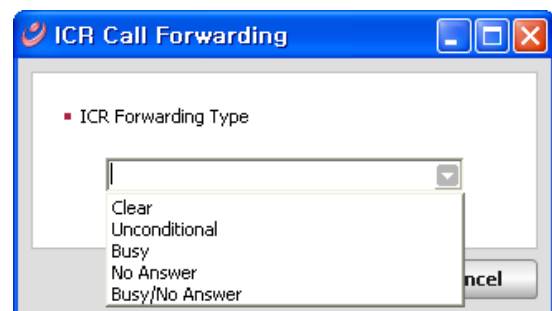 ICR Call Forwarding
ICR Forwarding Type
Clear
Unconditional
Busy
No Answer
Busy/No Answer
ncel